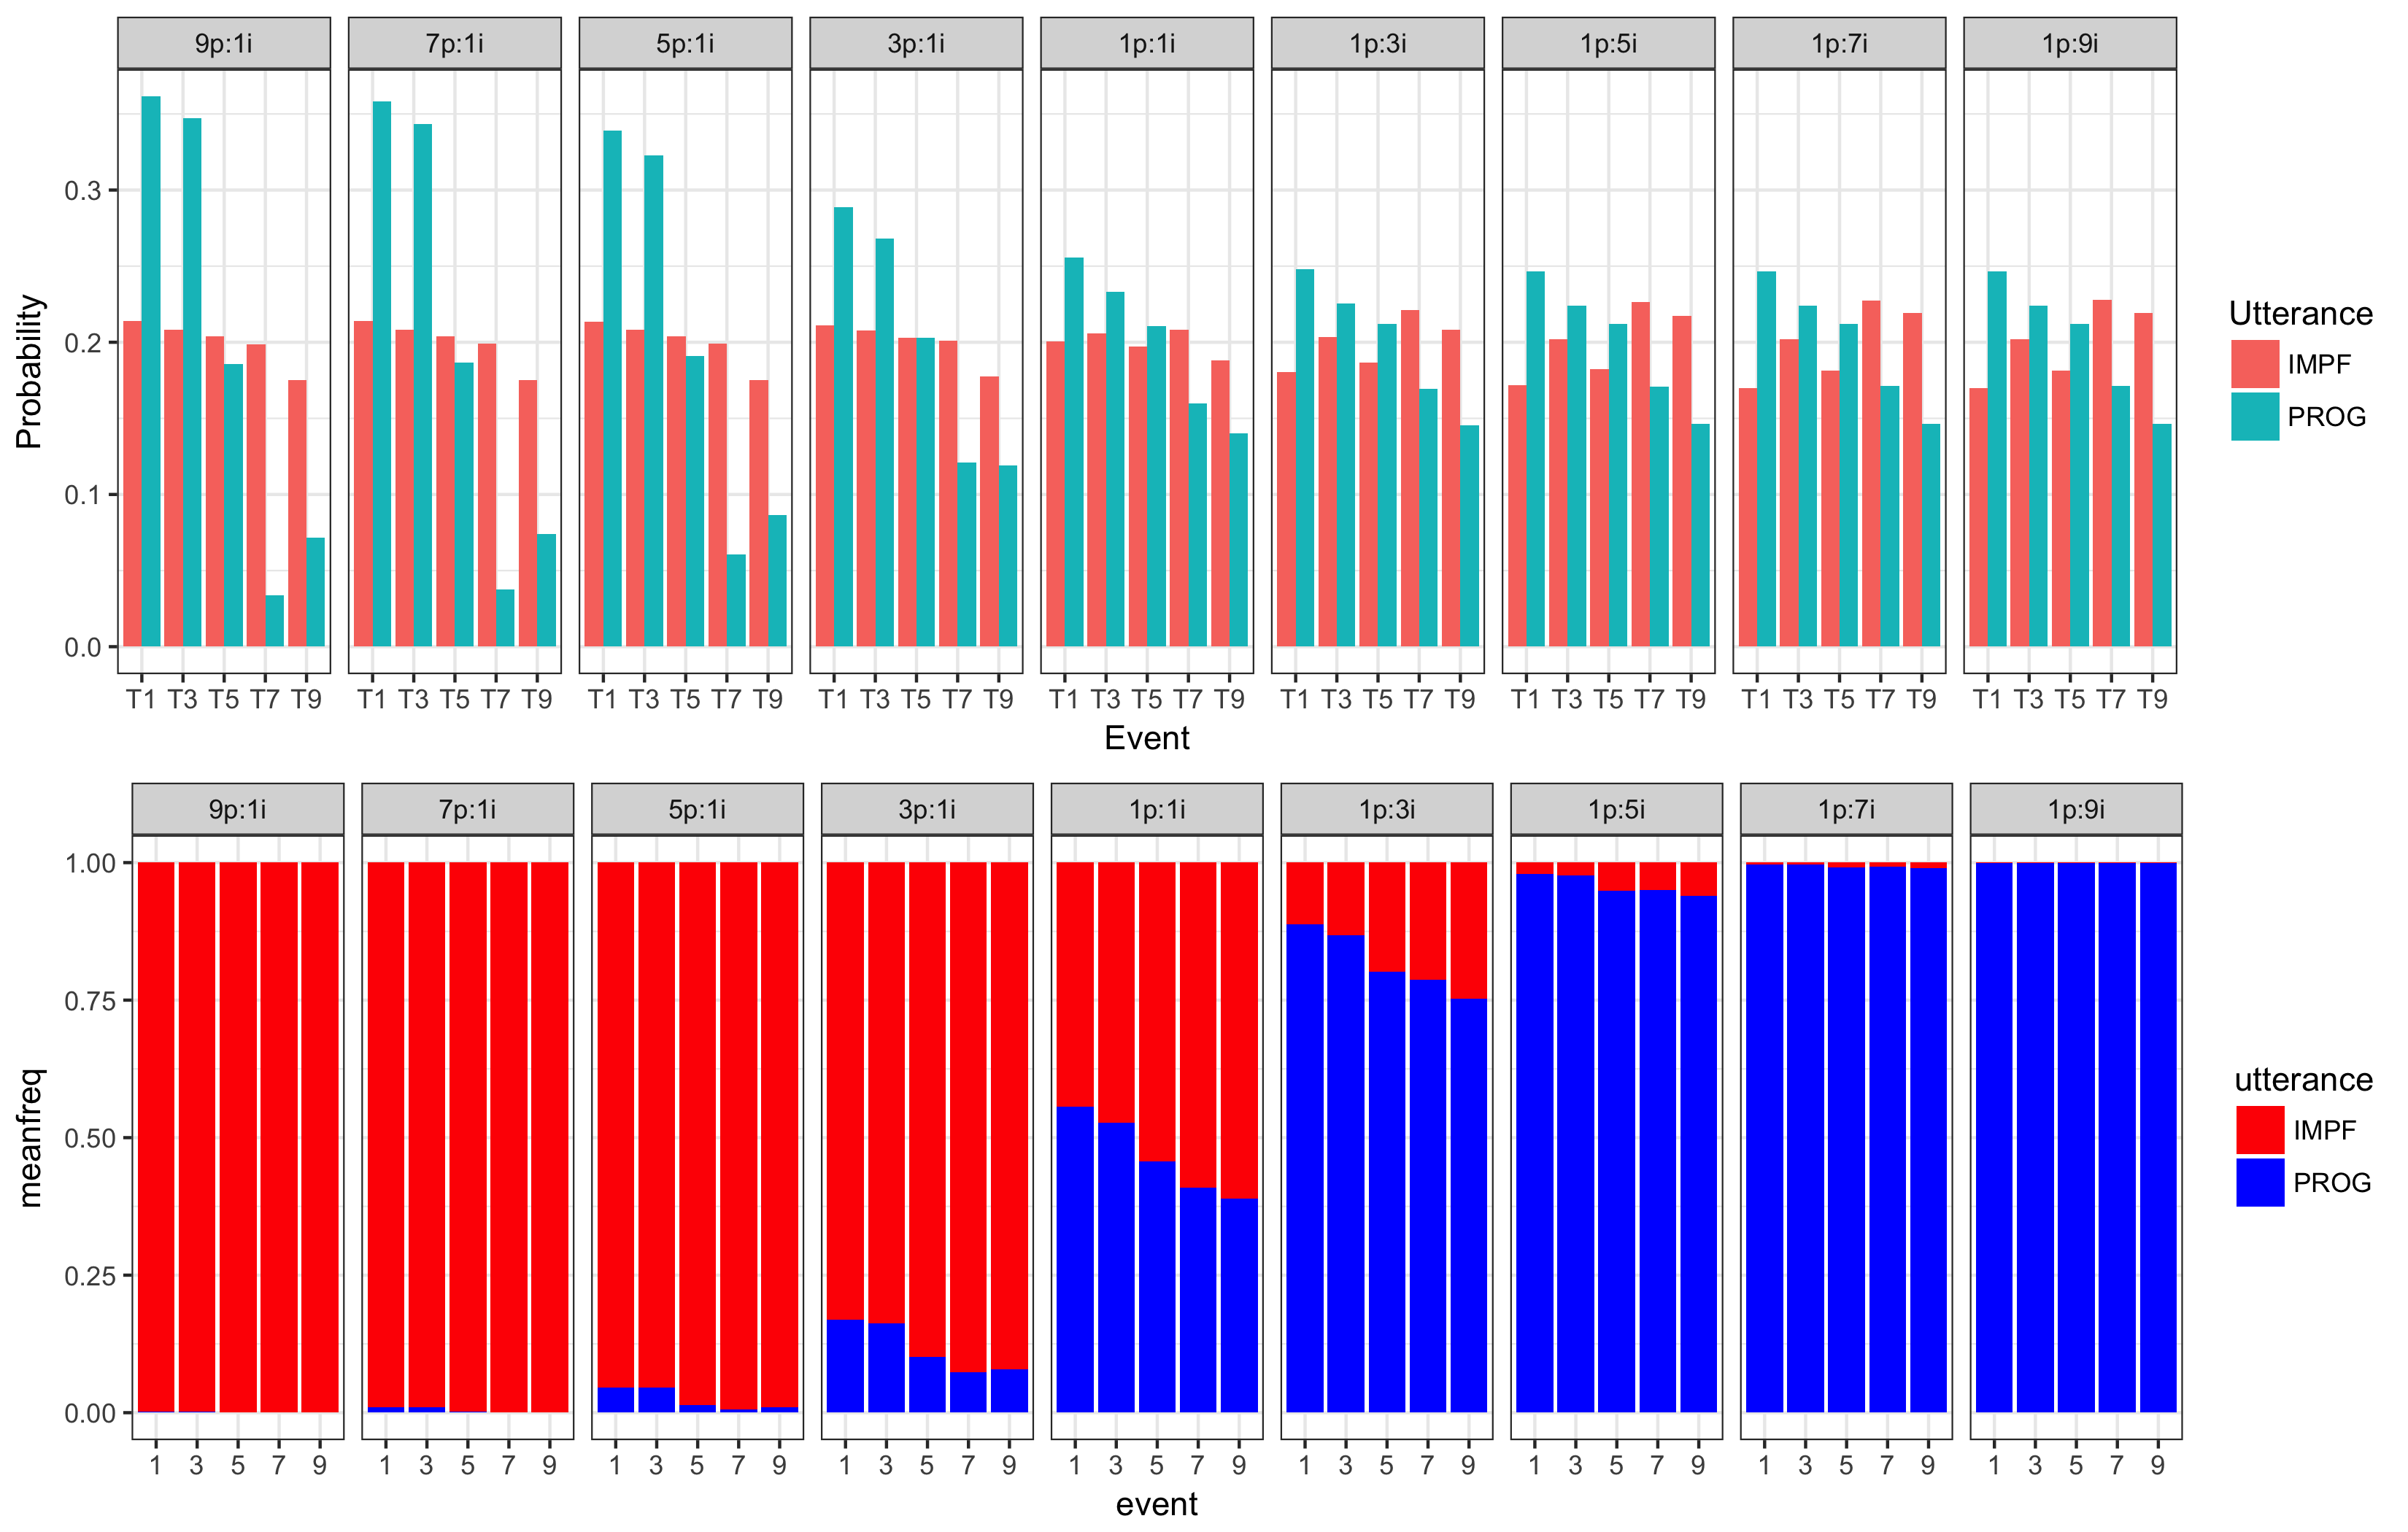 9p:1i 7p:1i 5p:1i 3p:1i 1p:1i 1p:3i 1p:5i 1p:7i 1p:9i
Probability
0.3
0.2
0.1
0.0
T1 T3 T5 T7 T9 T1 T3 T5 T7 T9 T1 T3 T5 T7 T9 T1 T3 T5 T7 T9 T1 T3 T5 T7 T9 T1 T3 T5 T7 T9 T1 T3 T5 T7 T9 T1 T3 T5 T7 T9 T1 T3 T5 T7 T9
Event
Utterance
IMPF
PROG
9p:1i 7p:1i 5p:1i 3p:1i 1p:1i 1p:3i 1p:5i 1p:7i 1p:9i
meanfreq
1.00
0.75
0.50
0.25
0.00
1 3 5 7 9 1 3 5 7 9 1 3 5 7 9 1 3 5 7 9 1 3 5 7 9 1 3 5 7 9 1 3 5 7 9 1 3 5 7 9 1 3 5 7 9
event
utterance
IMPF
PROG